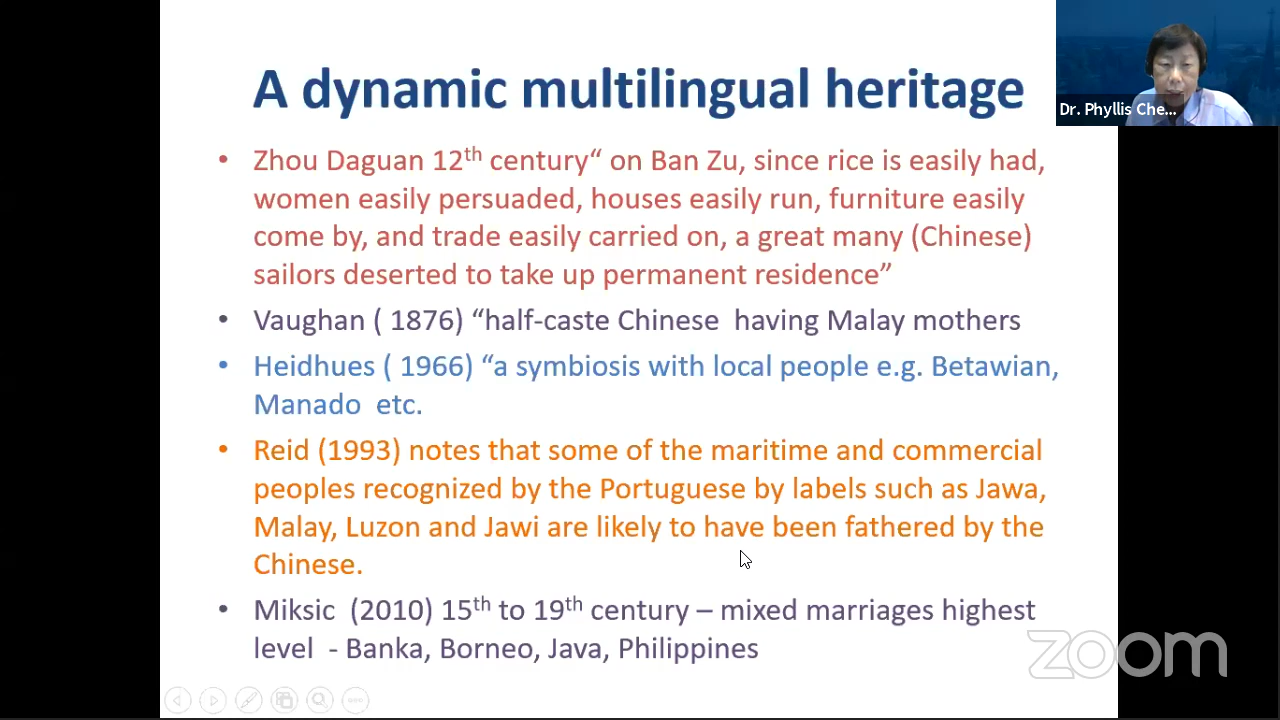 A dynamic multilingual heritage
Dr. Phyllis Che...
• Zhou Daguan 12th century“ on Ban Zu, since rice is easily had,
women easily persuaded, houses easily run, furniture easily
come by, and trade easily carried on, a great many (Chinese)
sailors deserted to take up permanent residence”
• Vaughan ( 1876) “half-caste Chinese  having Malay mothers
• Heidhues ( 1966) “a symbiosis with local people e.g. Betawian,
Manado  etc.
• Reid (1993) notes that some of the maritime and commercial
peoples recognized by the Portuguese by labels such as Jawa,
Malay, Luzon and Jawi are likely to have been fathered by the
Chinese.
• Miksic  (2010) 15th to 19th century – mixed marriages highest
level  - Banka, Borneo, Java, Philippines
zoom